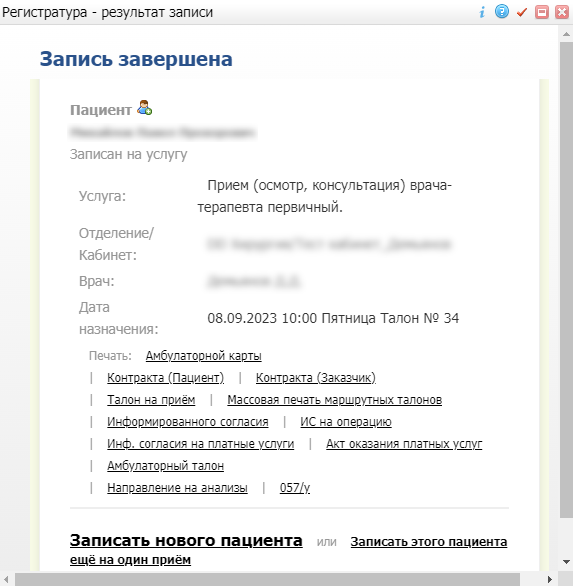 Регистратура - результат записи
Запись завершена
Пациент
Записан на услугу
Услуга: Прием (осмотр, консультация) врача-
терапевта первичный.
Отделение/
Кабинет:
Врач:
Дата
назначения: 08.09.2023 10:00 Пятница Талон № 34
Печать: Амбулаторной карты
| Контракта (Пациент) | Контракта (Заказчик)
| Талон на приём | Массовая печать маршрутных талонов
| Информированного согласия | ИС на операцию
| Инф. согласия на платные услуги | Акт оказания платных услуг
| Амбулаторный талон
| Направление на анализы | 057/у
Записать нового пациента или Записать этого пациента
ещё на один приём